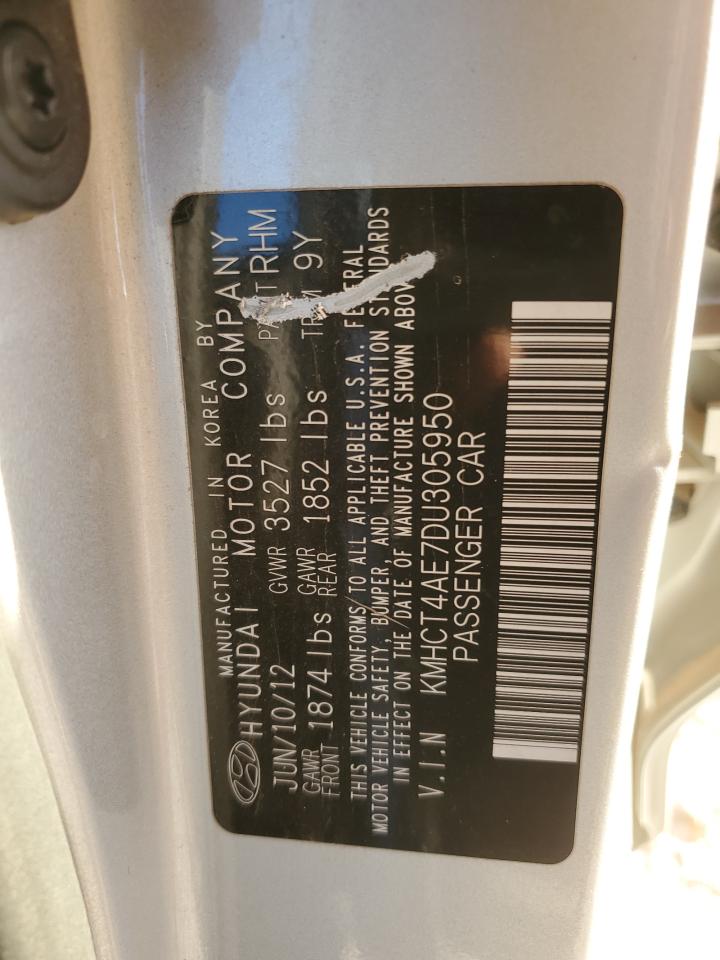 MANUFACTURED IN KOREA BY
HYUNDAI MOTOR COMPANY
JUN/10/12 GVWR 3527 lbs RHM
GAWR FRONT 1874 lbs GAWR REAR 1852 lbs 9Y
THIS VEHICLE CONFORMS TO ALL APPLICABLE U.S.A. FEDERAL
MOTOR VEHICLE SAFETY, BUMPER, AND THEFT PREVENTION STANDARDS
IN EFFECT ON THE DATE OF MANUFACTURE SHOWN ABOVE
V.I.N KMHCT4AE7DU305950
PASSENGER CAR